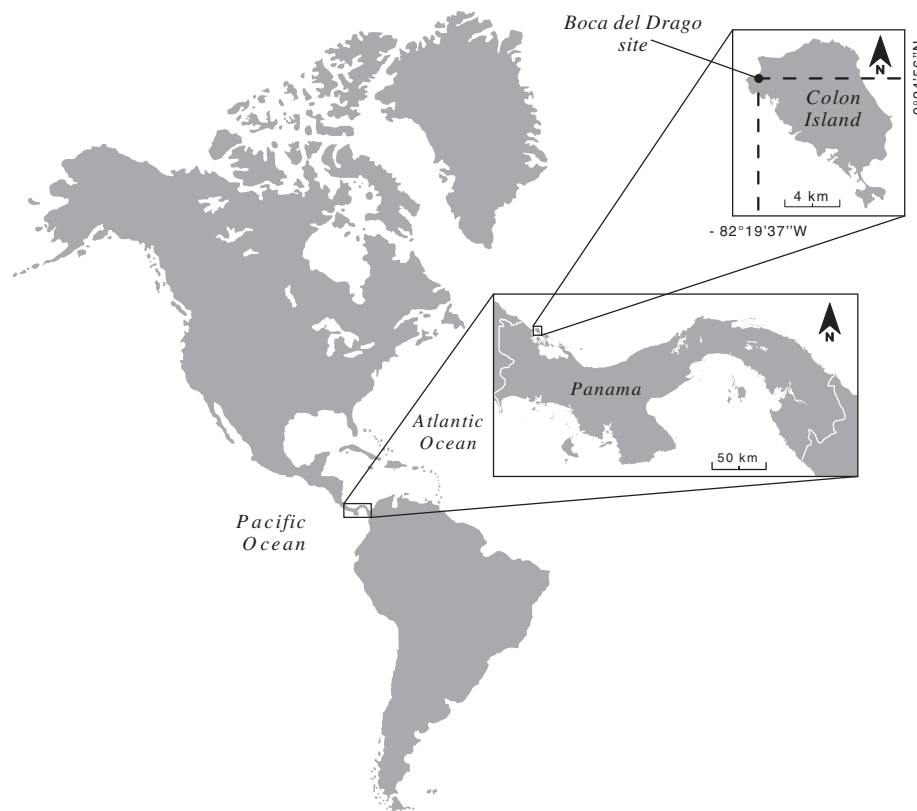 Boca del Drago
site
N
Colon
Island
4 km
- 82°19'37''W
N
Panama
50 km
Atlantic
Ocean
Pacific
Ocean